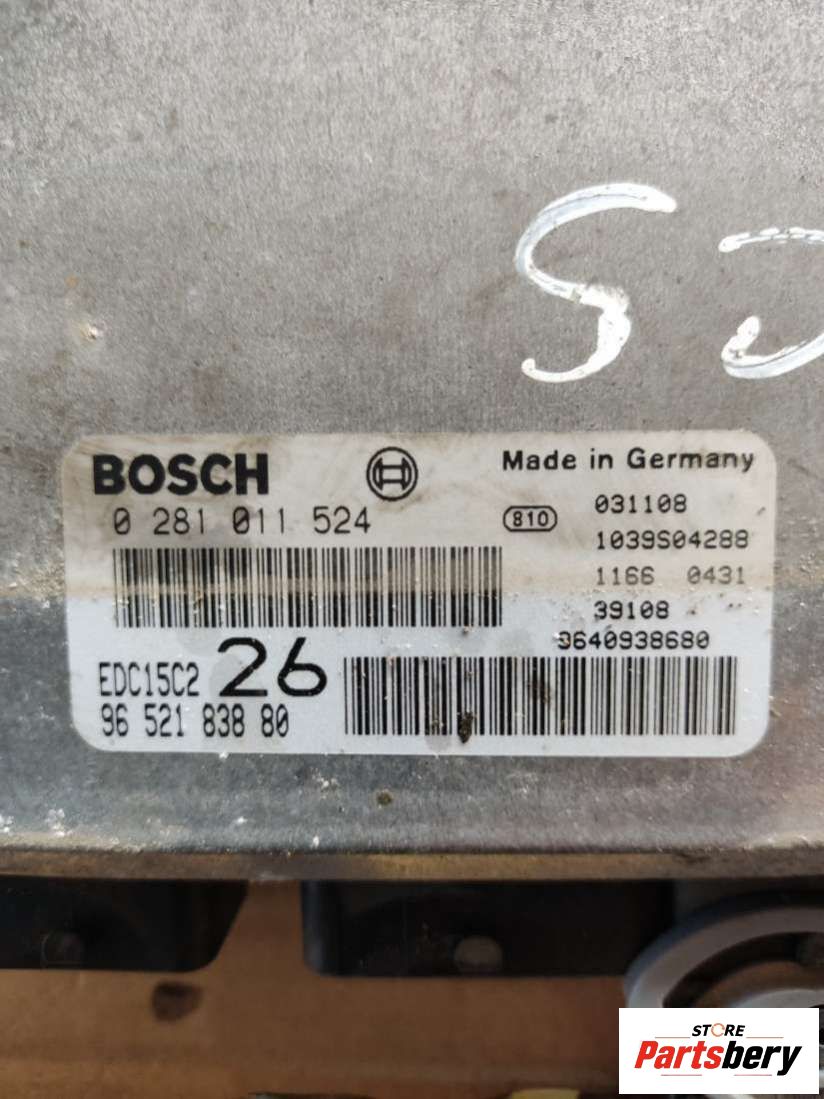 S
BOSCH
Made in Germany
0 281 011 524
810
031108
1039S04288
1166 0431
39108
9640938680
EDC15C2
26
96 521 838 80
STORE
Partsbery